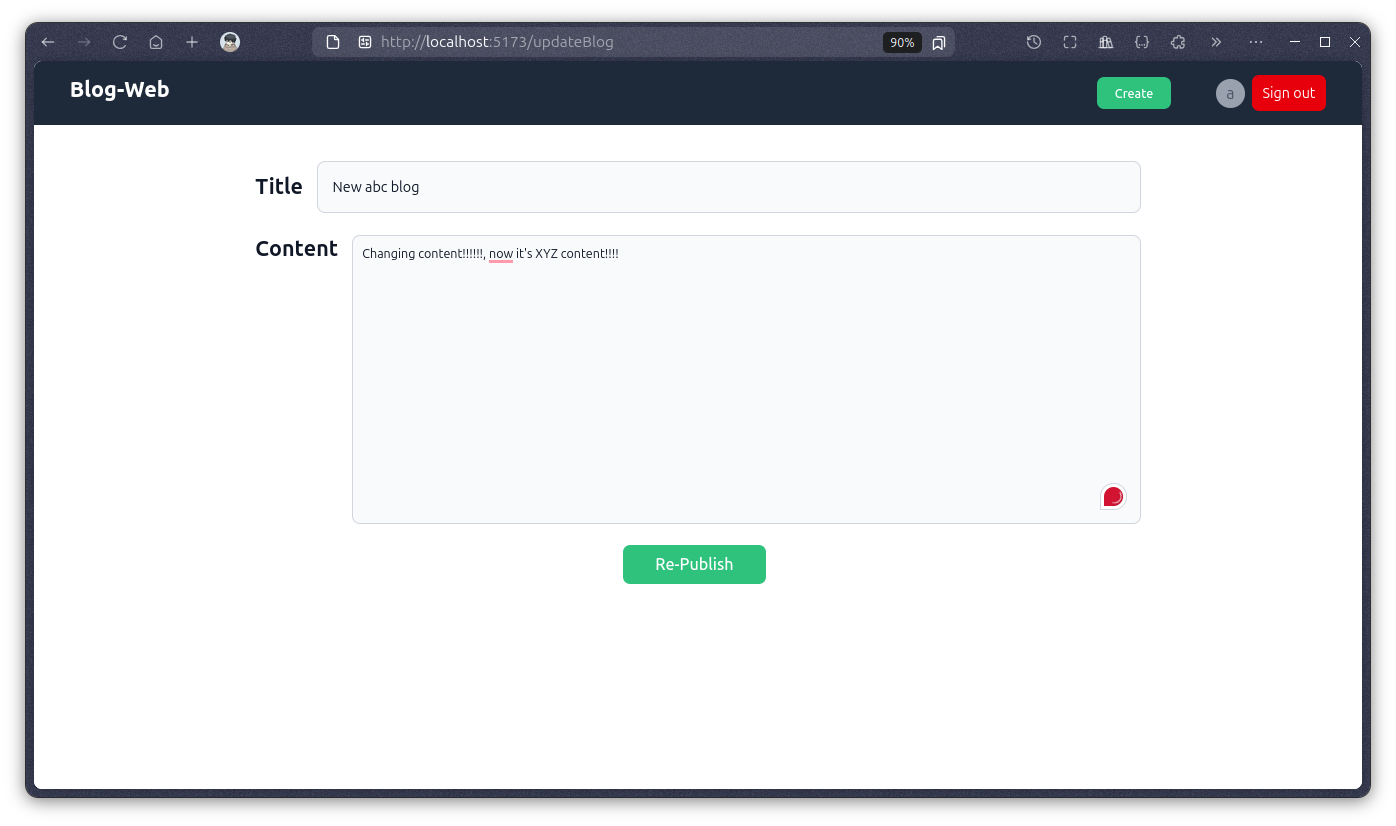 http://localhost:5173/updateBlog 90%
Blog-Web Create a Sign out
Title New abc blog
Content Changing content!!!!!!, now it's XYZ content!!!!
Re-Publish